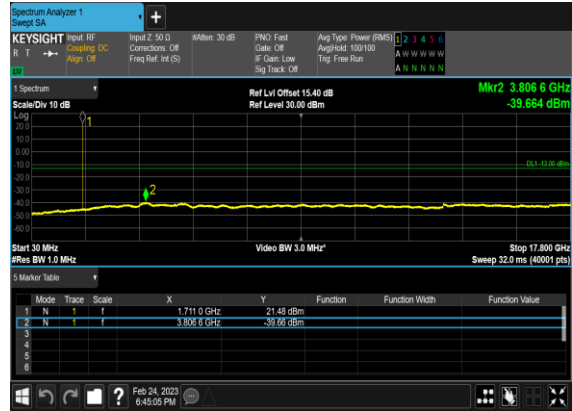 Spectrum Analyzer 1
Swept SA
+
KEYSIGHT Input: RF Input Z: 50 Ω #Atten: 30 dB PNO: Fast Avg Type: Power (RMS) 1 2 3 4 5 6
R T Coupling: DC Corrections: Off Gate: Off Avg|Hold: 100/100 A W W W W W
Align: Off Freq Ref: Int (S) IF Gain: Low Trig: Free Run
Sig Track: Off A N N N N N
1 Spectrum Ref Lvl Offset 15.40 dB Mkr2 3.806 6 GHz
Scale/Div 10 dB Ref Level 30.00 dBm -39.664 dBm
Log
20.0
10.0
0.00
-10.0
-20.0
-30.0
-40.0
-50.0
-60.0
1
2
DL1 -13.00 dBm
Start 30 MHz Video BW 3.0 MHz* Stop 17.800 GHz
#Res BW 1.0 MHz Sweep 32.0 ms (40001 pts)
5 Marker Table
Mode Trace Scale X Y Function Function Width Function Value
1 N 1 f 1.711 0 GHz 21.48 dBm
2 N 1 f 3.806 6 GHz -39.66 dBm
3
4
5
6
? Feb 24, 2023
6:45:05 PM